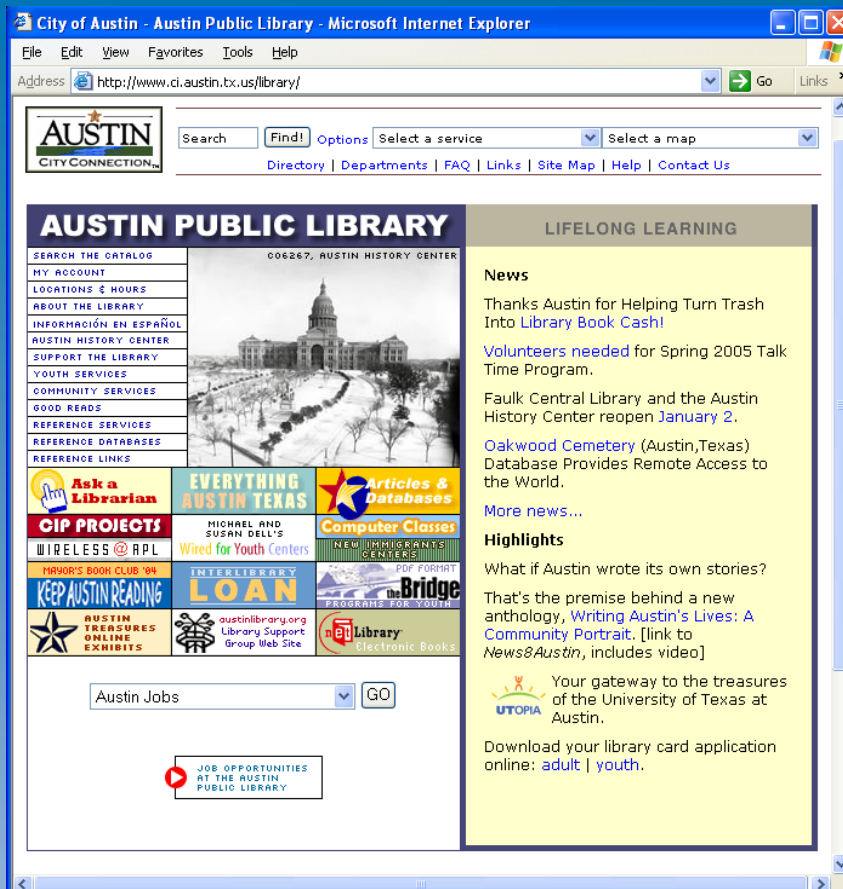 City of Austin - Austin Public Library - Microsoft Internet Explorer
File Edit View Favorites Tools Help
Address http://www.ci.austin.tx.us/library/ Go Links
AUSTIN
CITY CONNECTION™
Search Find! Options Select a service Select a map
Directory | Departments | FAQ | Links | Site Map | Help | Contact Us
AUSTIN PUBLIC LIBRARY
SEARCH THE CATALOG
MY ACCOUNT
LOCATIONS & HOURS
ABOUT THE LIBRARY
INFORMACIÓN EN ESPAÑOL
AUSTIN HISTORY CENTER
SUPPORT THE LIBRARY
YOUTH SERVICES
COMMUNITY SERVICES
GOOD READS
REFERENCE SERVICES
REFERENCE DATABASES
REFERENCE LINKS
C06267, AUSTIN HISTORY CENTER
Ask a
Librarian
EVERYTHING
AUSTIN TEXAS
Articles &
Databases
CIP PROJECTS
WIRELESS @ APL
MICHAEL AND
SUSAN DELL'S
Wired for Youth Centers
Computer Classes
NEW IMMIGRANTS
CENTERS
MAYOR'S BOOK CLUB '04
KEEP AUSTIN READING
INTERLIBRARY
LOAN
PDF FORMAT
the Bridge
PROGRAMS FOR YOUTH
AUSTIN
TREASURES
ONLINE
EXHIBITS
austinlibrary.org
Library Support
Group Web Site
netLibrary
Electronic Books
Austin Jobs GO
JOB OPPORTUNITIES
AT THE AUSTIN
PUBLIC LIBRARY
LIFELONG LEARNING
News
Thanks Austin for Helping Turn Trash
Into Library Book Cash!
Volunteers needed for Spring 2005 Talk
Time Program.
Faulk Central Library and the Austin
History Center reopen January 2.
Oakwood Cemetery (Austin,Texas)
Database Provides Remote Access to
the World.
More news...
Highlights
What if Austin wrote its own stories?
That's the premise behind a new
anthology, Writing Austin's Lives: A
Community Portrait. [link to
News8Austin, includes video]
UTOPIA
Your gateway to the treasures
of the University of Texas at
Austin.
Download your library card application
online: adult | youth.